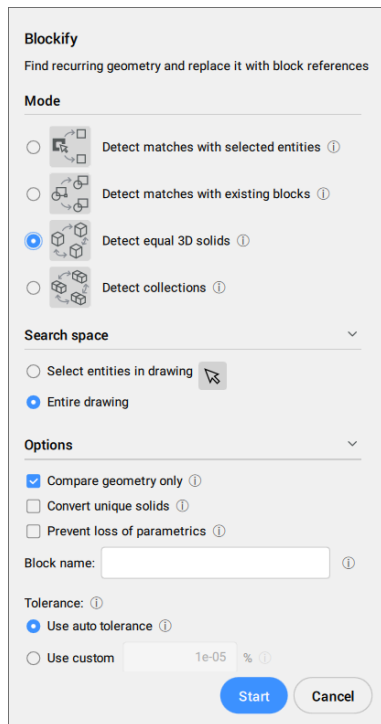 Blockify
Find recurring geometry and replace it with block references
Mode
Detect matches with selected entities
Detect matches with existing blocks
Detect equal 3D solids
Detect collections
Search space
Select entities in drawing
Entire drawing
Options
Compare geometry only
Convert unique solids
Prevent loss of parametrics
Block name:
Tolerance:
Use auto tolerance
Use custom 1e-05 %
Start Cancel